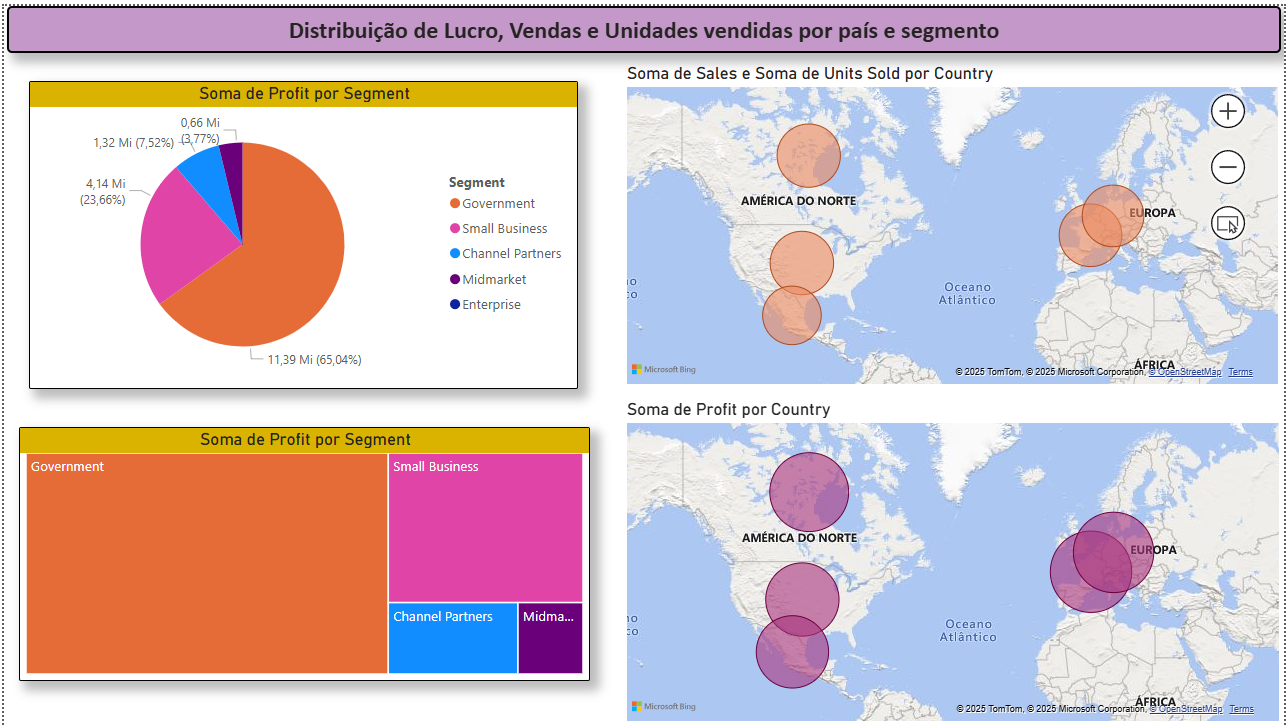 Distribuição de Lucro, Vendas e Unidades vendidas por país e segmento
Soma de Profit por Segment
0,66 Mi
(3,77%)
1,32 Mi (7,52%)
4,14 Mi
(23,66%)
11,39 Mi (65,04%)
Segment
Government
Small Business
Channel Partners
Midmarket
Enterprise
Soma de Sales e Soma de Units Sold por Country
AMÉRICA DO NORTE
EUROPA
Oceano
Atlântico
ÁFRICA
Microsoft Bing
© 2025 TomTom, © 2025 Microsoft Corporation, © OpenStreetMap Terms
Soma de Profit por Segment
Government
Small Business
Channel Partners
Midma...
Soma de Profit por Country
AMÉRICA DO NORTE
EUROPA
Oceano
Atlântico
ÁFRICA
Microsoft Bing
© 2025 TomTom, © 2025 Microsoft Corporation, © OpenStreetMap Terms